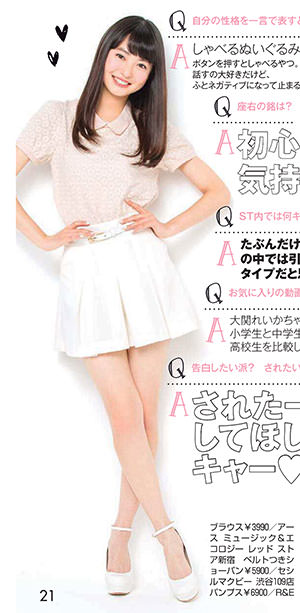 Q 自分の性格を一言で表すと
A しゃべるぬいぐるみ
ボタンを押すとしゃべるやつ。
話すの大好きだけど、
ふとネガティブになって止まる
Q 座右の銘は？
A 初心
気持
Q ST内では何キ
A たぶんだけ
の中では引
タイプだと
Q お気に入りの動画
A 大関れいかちゃ
小学生と中学生
高校生を比較し
Q 告白したい派？ されたい
A されたー
してほし
キャー♡
ブラウス￥3990／アー
ス ミュージック&エ
コロジー レッド スト
ア新宿 ベルトつきシ
ョーパン￥5900／セシ
ルマクビー 渋谷109店
パンプス￥6900／R&E
21